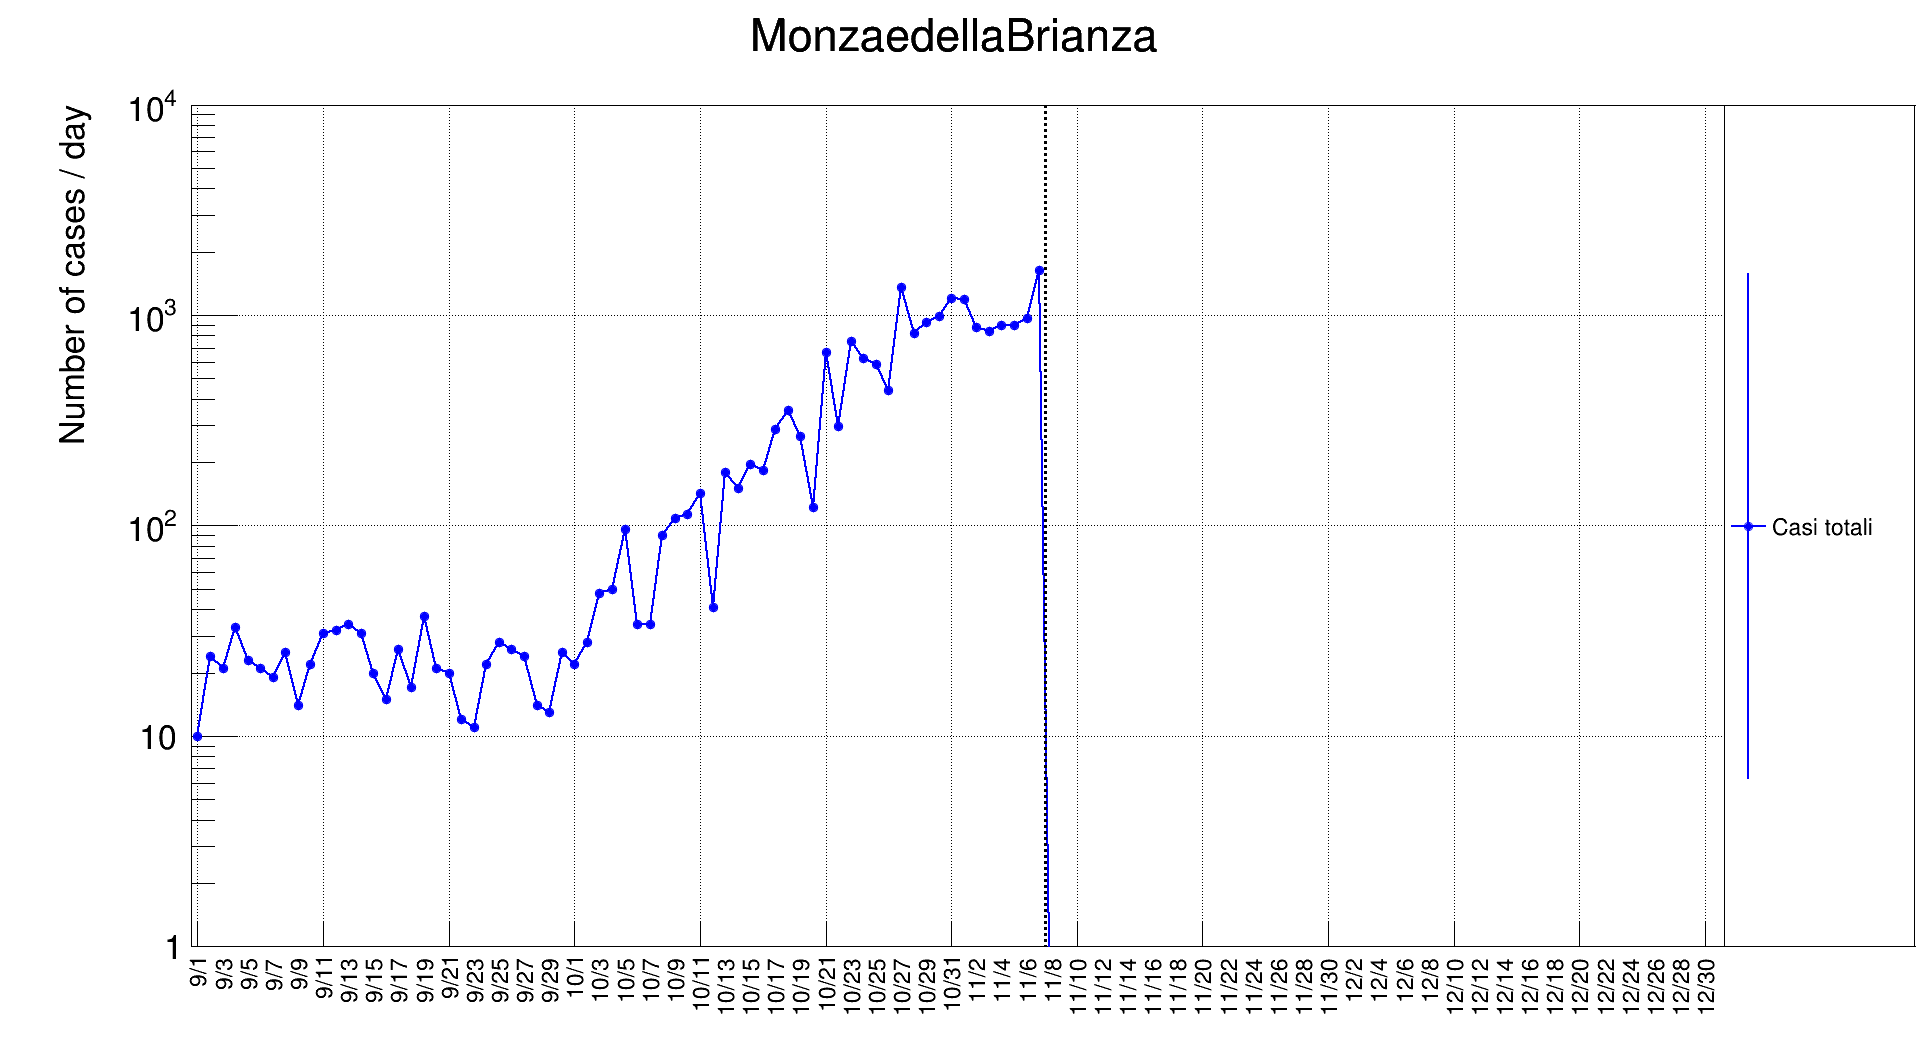 MonzaedellaBrianza
Number of cases / day
10^4
10^3
10^2
10
1
9/1 9/3 9/5 9/7 9/9 9/11 9/13 9/15 9/17 9/19 9/21 9/23 9/25 9/27 9/29 10/1 10/3 10/5 10/7 10/9 10/11 10/13 10/15 10/17 10/19 10/21 10/23 10/25 10/27 10/29 10/31 11/2 11/4 11/6 11/8 11/10 11/12 11/14 11/16 11/18 11/20 11/22 11/24 11/26 11/28 11/30 12/2 12/4 12/6 12/8 12/10 12/12 12/14 12/16 12/18 12/20 12/22 12/24 12/26 12/28 12/30
Casi totali